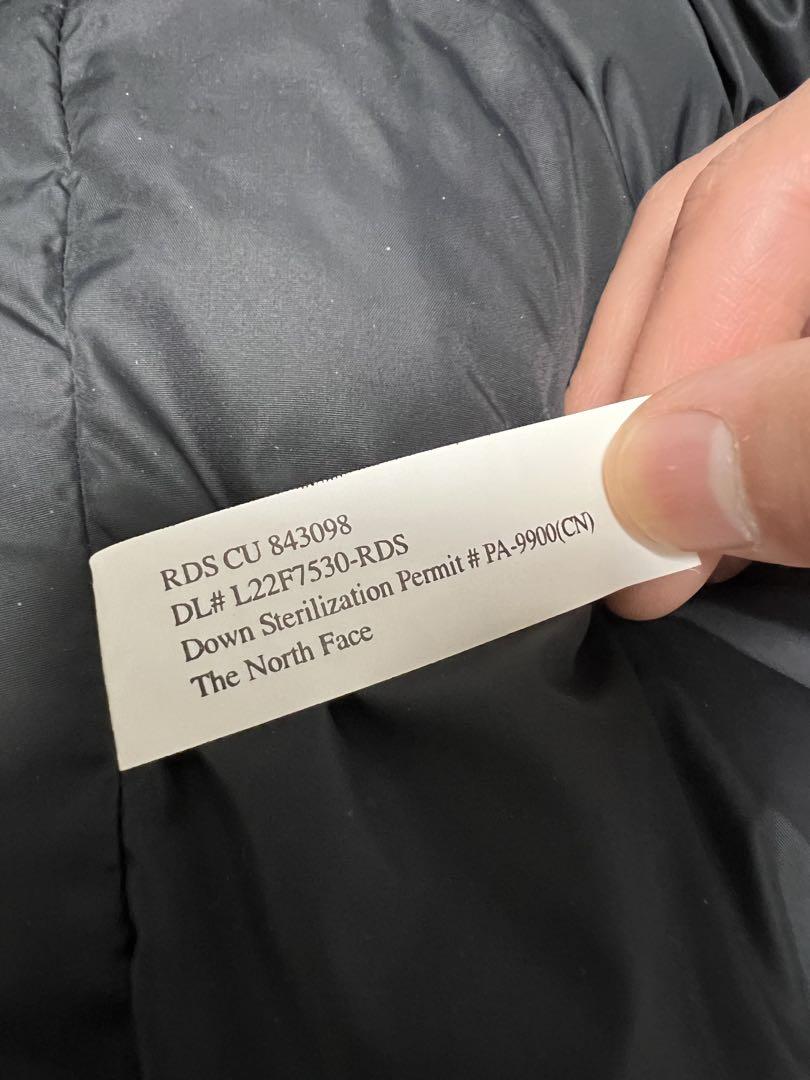 RDS CU 843098
DL# L22F7530-RDS
Down Sterilization Permit # PA-9900(CN)
The North Face